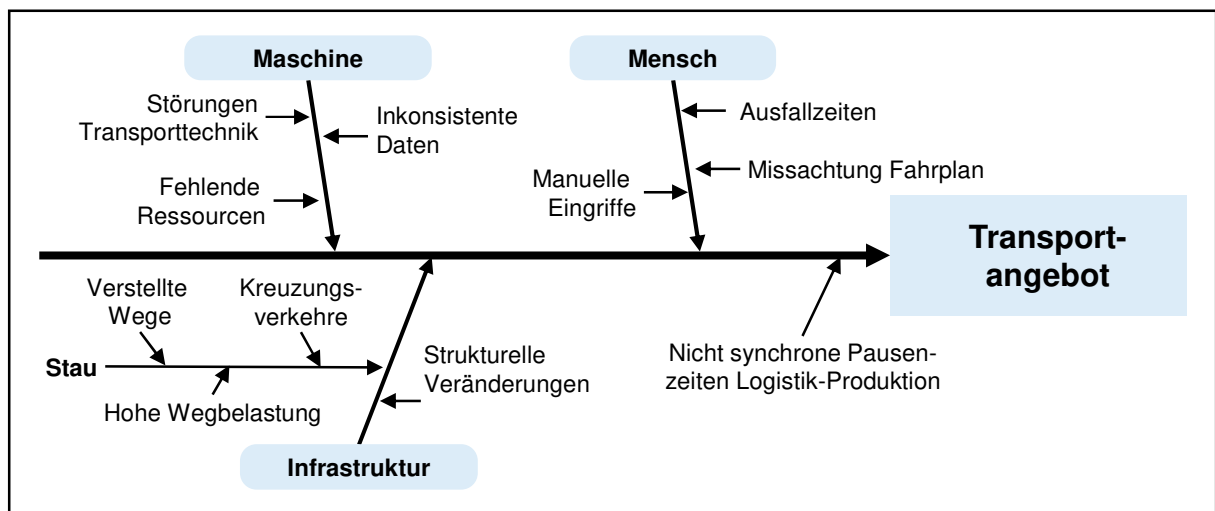 Maschine
Mensch
Störungen
Transporttechnik
Inkonsistente
Daten
Fehlende
Ressourcen
Ausfallzeiten
Missachtung Fahrplan
Manuelle
Eingriffe
Transport-
angebot
Verstellte
Wege
Kreuzungs-
verkehre
Stau
Hohe Wegbelastung
Strukturelle
Veränderungen
Nicht synchrone Pausen-
zeiten Logistik-Produktion
Infrastruktur